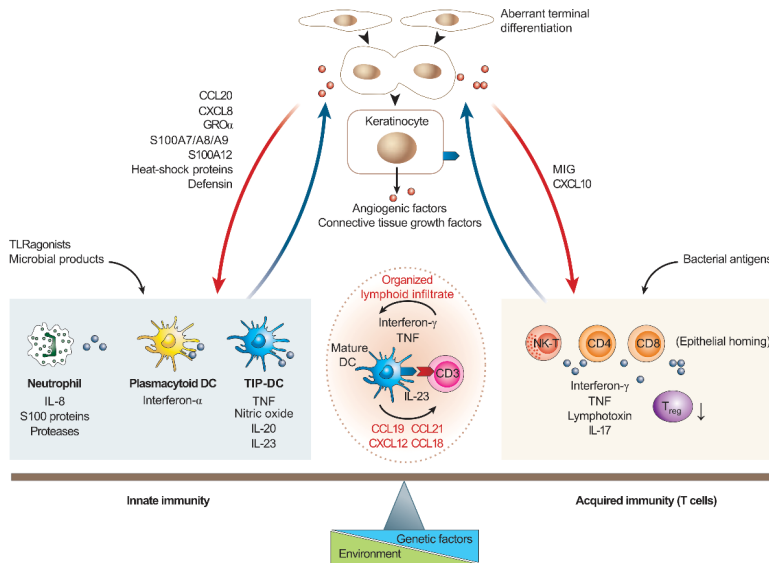 Aberrant terminal
differentiation
CCL20
CXCL8
GROα
S100A7/A8/A9
S100A12
Heat-shock proteins
Defensin
Keratinocyte
MIG
CXCL10
Angiogenic factors
Connective tissue growth factors
TLRagonists
Microbial products
Bacterial antigens
Organized
lymphoid infiltrate
Interferon-γ
TNF
Mature
DC
CD3
IL-23
CCL19 CCL21
CXCL12 CCL18
Neutrophil
IL-8
S100 proteins
Proteases
Plasmacytoid DC
Interferon-α
TIP-DC
TNF
Nitric oxide
IL-20
IL-23
NK-T
CD4
CD8
(Epithelial homing)
Interferon-γ
TNF
Lymphotoxin
IL-17
Treg
Innate immunity
Acquired immunity (T cells)
Genetic factors
Environment